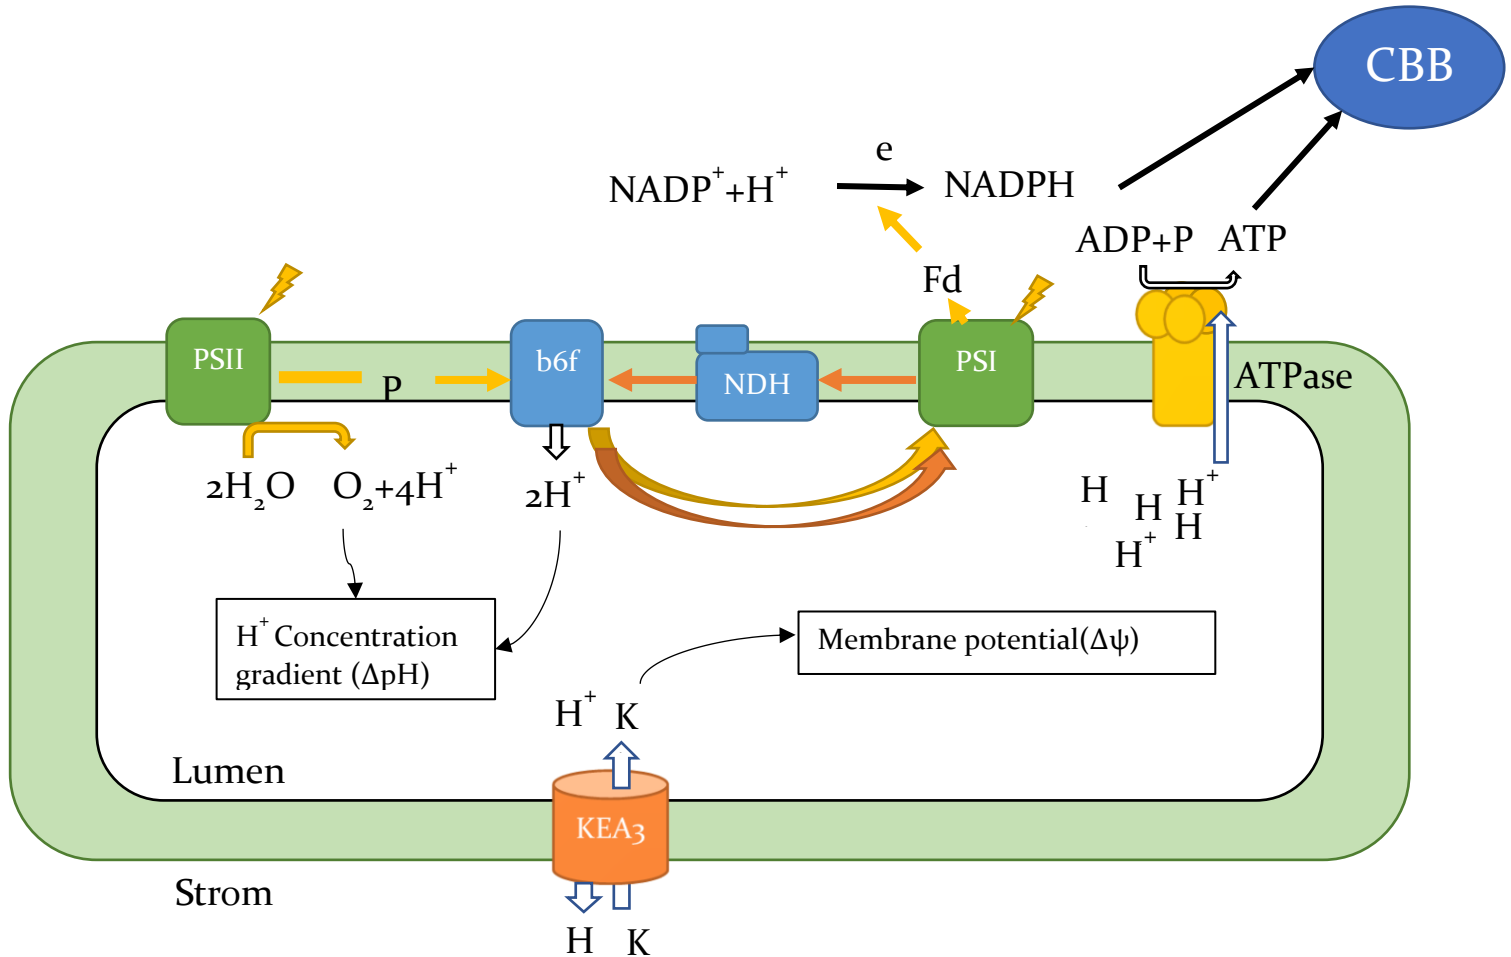 CBB
e
NADP⁺+H⁺
NADPH
ADP+P
ATP
Fd
PSII
P
b6f
NDH
PSI
ATPase
2H₂O
O₂+4H⁺
2H⁺
H
H
H⁺
H
H⁺
H⁺ Concentration
gradient (ΔpH)
Membrane potential(Δψ)
H⁺
K
Lumen
KEA3
Strom
H
K